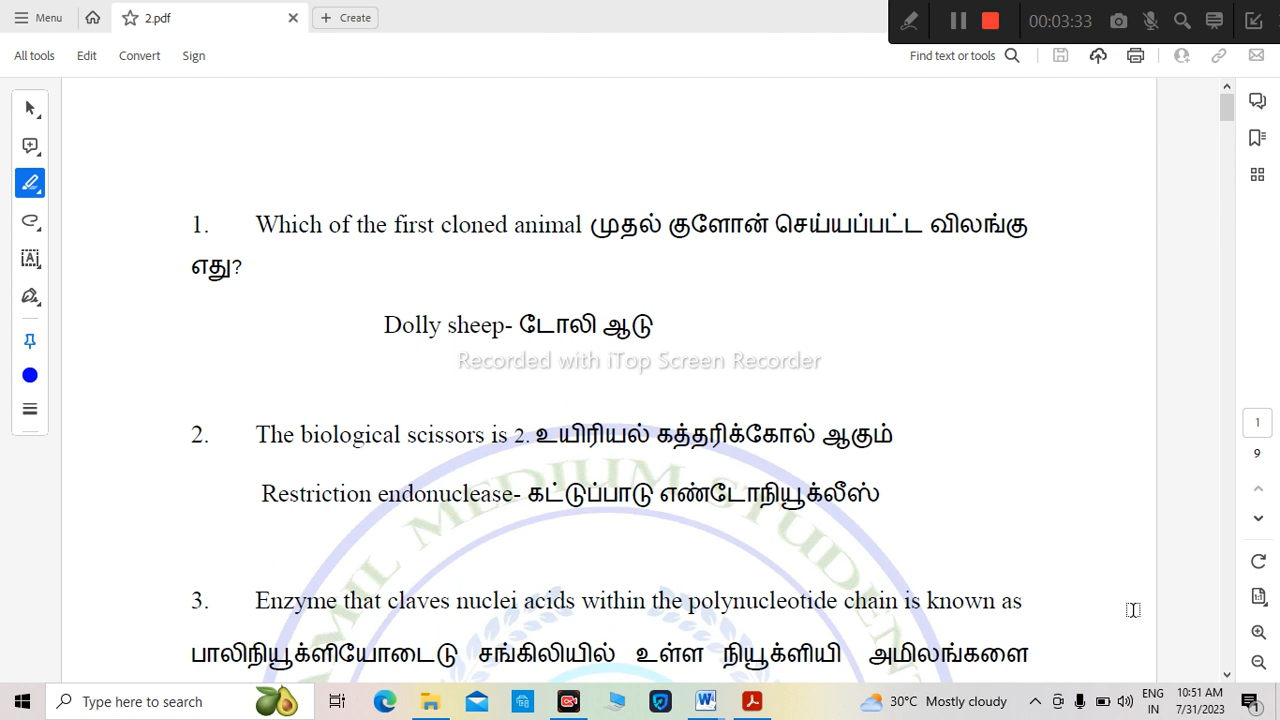 Menu
2.pdf
Create
00:03:33
All tools Edit Convert Sign
Find text or tools
1. Which of the first cloned animal முதல் குளோன் செய்யப்பட்ட விலங்கு
எது?
Dolly sheep- டோலி ஆடு
Recorded with iTop Screen Recorder
2. The biological scissors is 2. உயிரியல் கத்தரிக்கோல் ஆகும்
Restriction endonuclease- கட்டுப்பாடு எண்டோநியூக்லீஸ்
TAMIL MEDIUM STUDENT
3. Enzyme that claves nuclei acids within the polynucleotide chain is known as
பாலிநியூக்ளியோடைடு சங்கிலியில் உள்ள நியூக்ளியி அமிலங்களை
1
9
Type here to search
30°C Mostly cloudy
ENG
IN
10:51 AM
7/31/2023